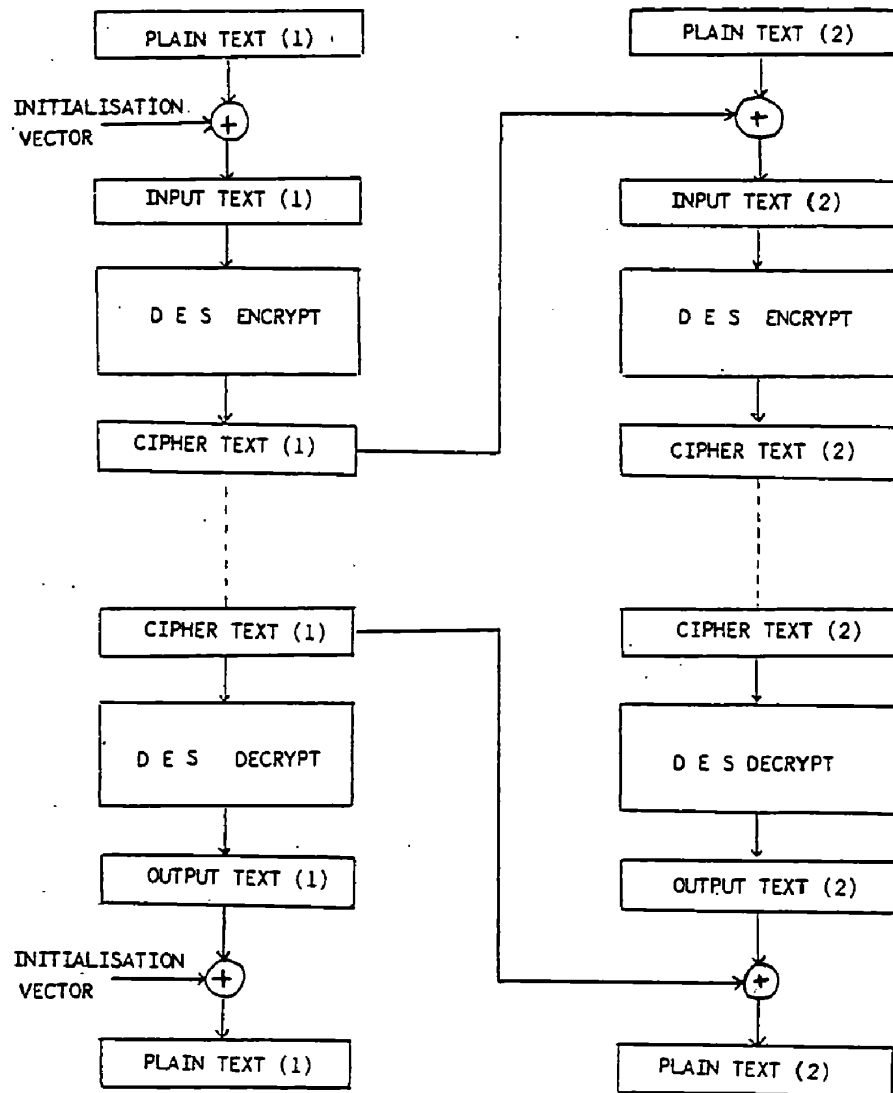 PLAIN TEXT (1)
PLAIN TEXT (2)
INITIALISATION
VECTOR
+
+
INPUT TEXT (1)
INPUT TEXT (2)
D E S ENCRYPT
D E S ENCRYPT
CIPHER TEXT (1)
CIPHER TEXT (2)
CIPHER TEXT (1)
CIPHER TEXT (2)
D E S DECRYPT
D E S DECRYPT
OUTPUT TEXT (1)
OUTPUT TEXT (2)
INITIALISATION
VECTOR
+
+
PLAIN TEXT (1)
PLAIN TEXT (2)